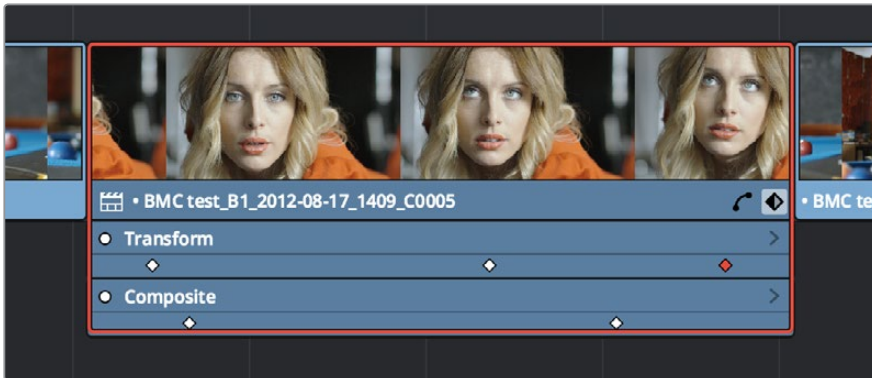 • BMC test_B1_2012-08-17_1409_C0005
• BMC te
Transform
Composite